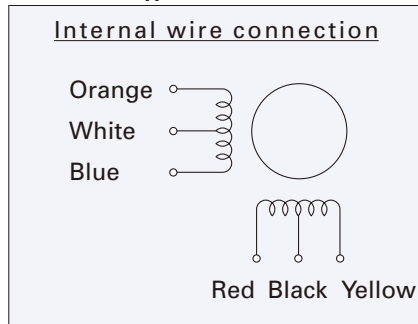 Internal wire connection
Orange
White
Blue
Red Black Yellow